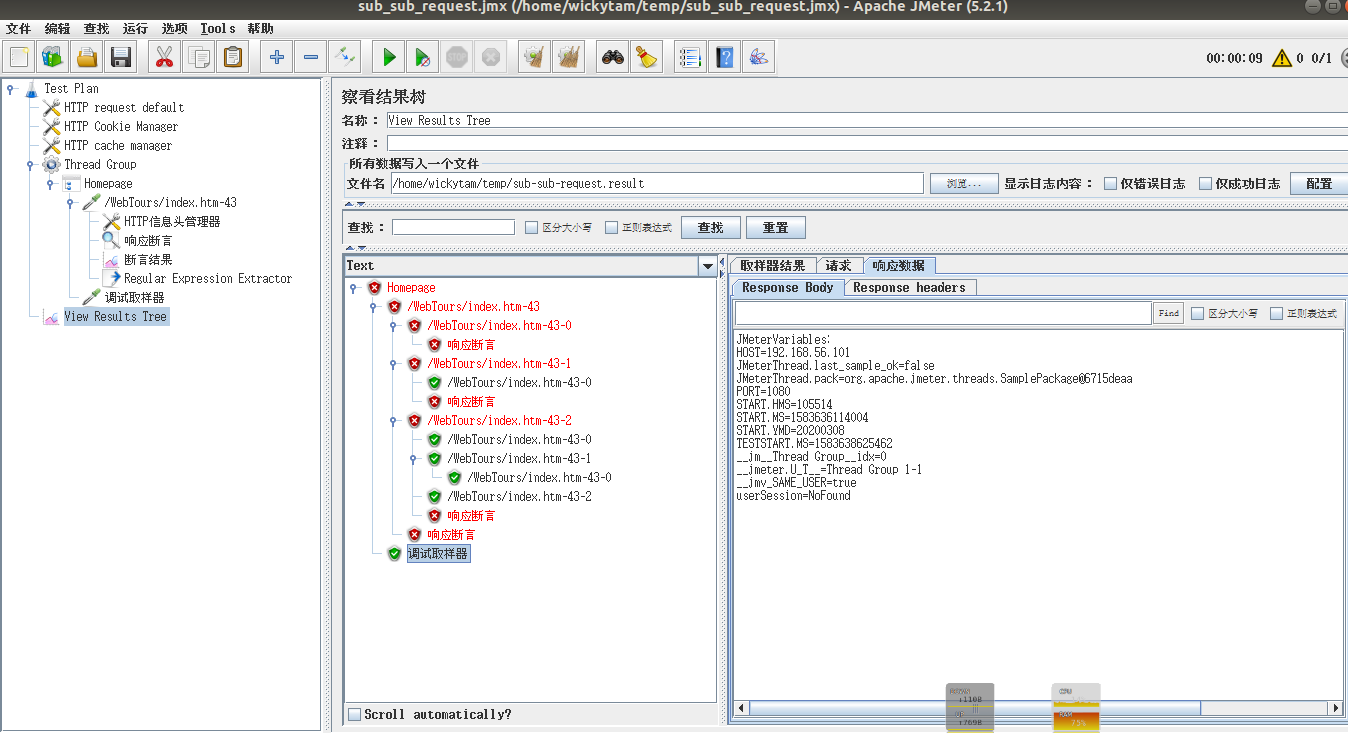 sub_sub_request.jmx (/home/wickytam/temp/sub_sub_request.jmx) - Apache JMeter (5.2.1)
文件 编辑 查找 运行 选项 Tools 帮助
00:00:09 0 0/1
Test Plan
HTTP request default
HTTP Cookie Manager
HTTP cache manager
Thread Group
Homepage
/WebTours/index.htm-43
HTTP信息头管理器
响应断言
断言结果
Regular Expression Extractor
调试取样器
View Results Tree
察看结果树
名称： View Results Tree
注释：
所有数据写入一个文件
文件名 /home/wickytam/temp/sub-sub-request.result 浏览... 显示日志内容： 仅错误日志 仅成功日志 配置
查找： 区分大小写 正则表达式 查找 重置
Text
Homepage
/WebTours/index.htm-43
/WebTours/index.htm-43-0
响应断言
/WebTours/index.htm-43-1
/WebTours/index.htm-43-0
响应断言
/WebTours/index.htm-43-2
/WebTours/index.htm-43-0
/WebTours/index.htm-43-1
/WebTours/index.htm-43-0
/WebTours/index.htm-43-2
响应断言
响应断言
调试取样器
Scroll automatically?
取样器结果 请求 响应数据
Response Body Response headers
Find 区分大小写 正则表达式
JMeterVariables:
HOST=192.168.56.101
JMeterThread.last_sample_ok=false
JMeterThread.pack=org.apache.jmeter.threads.SamplePackage@6715deaa
PORT=1080
START.HMS=105514
START.MS=1583636114004
START.YMD=20200308
TESTSTART.MS=1583638625462
__jm__Thread Group__idx=0
__jmeter.U_T__=Thread Group 1-1
__jmv_SAME_USER=true
userSession=NoFound
CPU
RAM
75%